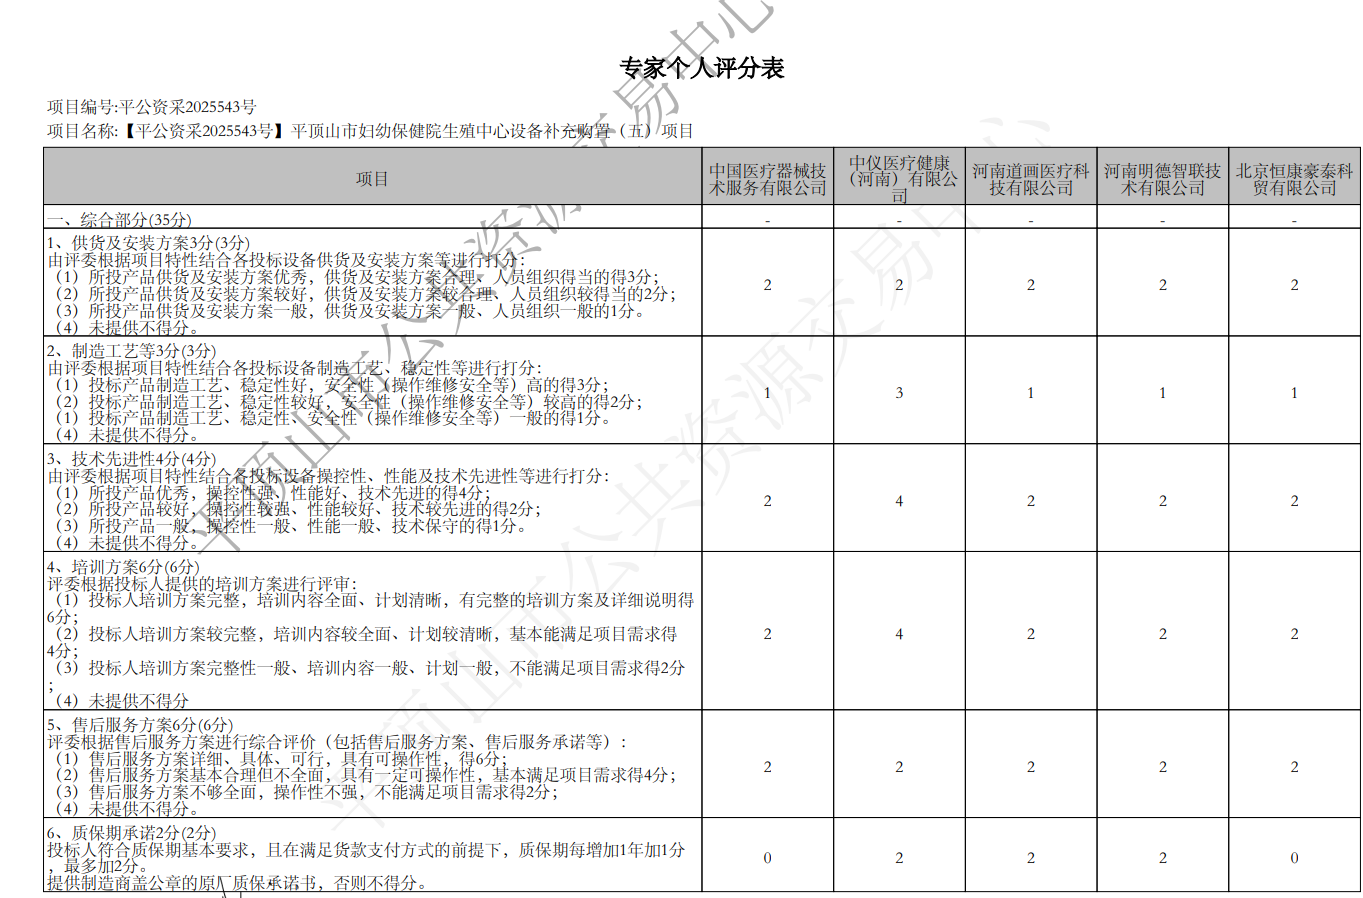 专家个人评分表
项目编号:平公资采2025543号
项目名称:【平公资采2025543号】平顶山市妇幼保健院生殖中心设备补充购置（五）项目
项目
中国医疗器械技
术服务有限公司
中仪医疗健康
（河南）有限公
司
河南道画医疗科
技有限公司
河南明德智联技
术有限公司
北京恒康豪泰科
贸有限公司
一、综合部分(35分)
-
-
-
-
-
1、供货及安装方案3分(3分)
由评委根据项目特性结合各投标设备供货及安装方案等进行打分：
（1）所投产品供货及安装方案优秀，供货及安装方案合理、人员组织得当的得3分；
（2）所投产品供货及安装方案较好，供货及安装方案较合理、人员组织较得当的2分；
（3）所投产品供货及安装方案一般，供货及安装方案一般、人员组织一般的1分。
（4）未提供不得分。
2
2
2
2
2
2、制造工艺等3分(3分)
由评委根据项目特性结合各投标设备制造工艺、稳定性等进行打分：
（1）投标产品制造工艺、稳定性好，安全性（操作维修安全等）高的得3分；
（2）投标产品制造工艺、稳定性较好，安全性（操作维修安全等）较高的得2分；
（1）投标产品制造工艺、稳定性、安全性（操作维修安全等）一般的得1分。
（4）未提供不得分。
1
3
1
1
1
3、技术先进性4分(4分)
由评委根据项目特性结合各投标设备操控性、性能及技术先进性等进行打分：
（1）所投产品优秀，操控性强、性能好、技术先进的得4分；
（2）所投产品较好，操控性较强、性能较好、技术较先进的得2分；
（3）所投产品一般，操控性一般、性能一般、技术保守的得1分。
（4）未提供不得分。
2
4
2
2
2
4、培训方案6分(6分)
评委根据投标人提供的培训方案进行评审：
（1）投标人培训方案完整，培训内容全面、计划清晰，有完整的培训方案及详细说明得
6分；
（2）投标人培训方案较完整，培训内容较全面、计划较清晰，基本能满足项目需求得
4分；
（3）投标人培训方案完整性一般、培训内容一般、计划一般，不能满足项目需求得2分
；
（4）未提供不得分
2
4
2
2
2
5、售后服务方案6分(6分)
评委根据售后服务方案进行综合评价（包括售后服务方案、售后服务承诺等）：
（1）售后服务方案详细、具体、可行，具有可操作性，得6分；
（2）售后服务方案基本合理但不全面，具有一定可操作性，基本满足项目需求得4分；
（3）售后服务方案不够全面，操作性不强，不能满足项目需求得2分；
（4）未提供不得分。
2
2
2
2
2
6、质保期承诺2分(2分)
投标人符合质保期基本要求，且在满足货款支付方式的前提下，质保期每增加1年加1分
，最多加2分。
提供制造商盖公章的原厂质保承诺书，否则不得分。
0
2
2
2
0
平顶山市公共资源交易中心
平顶山市公共资源交易中心